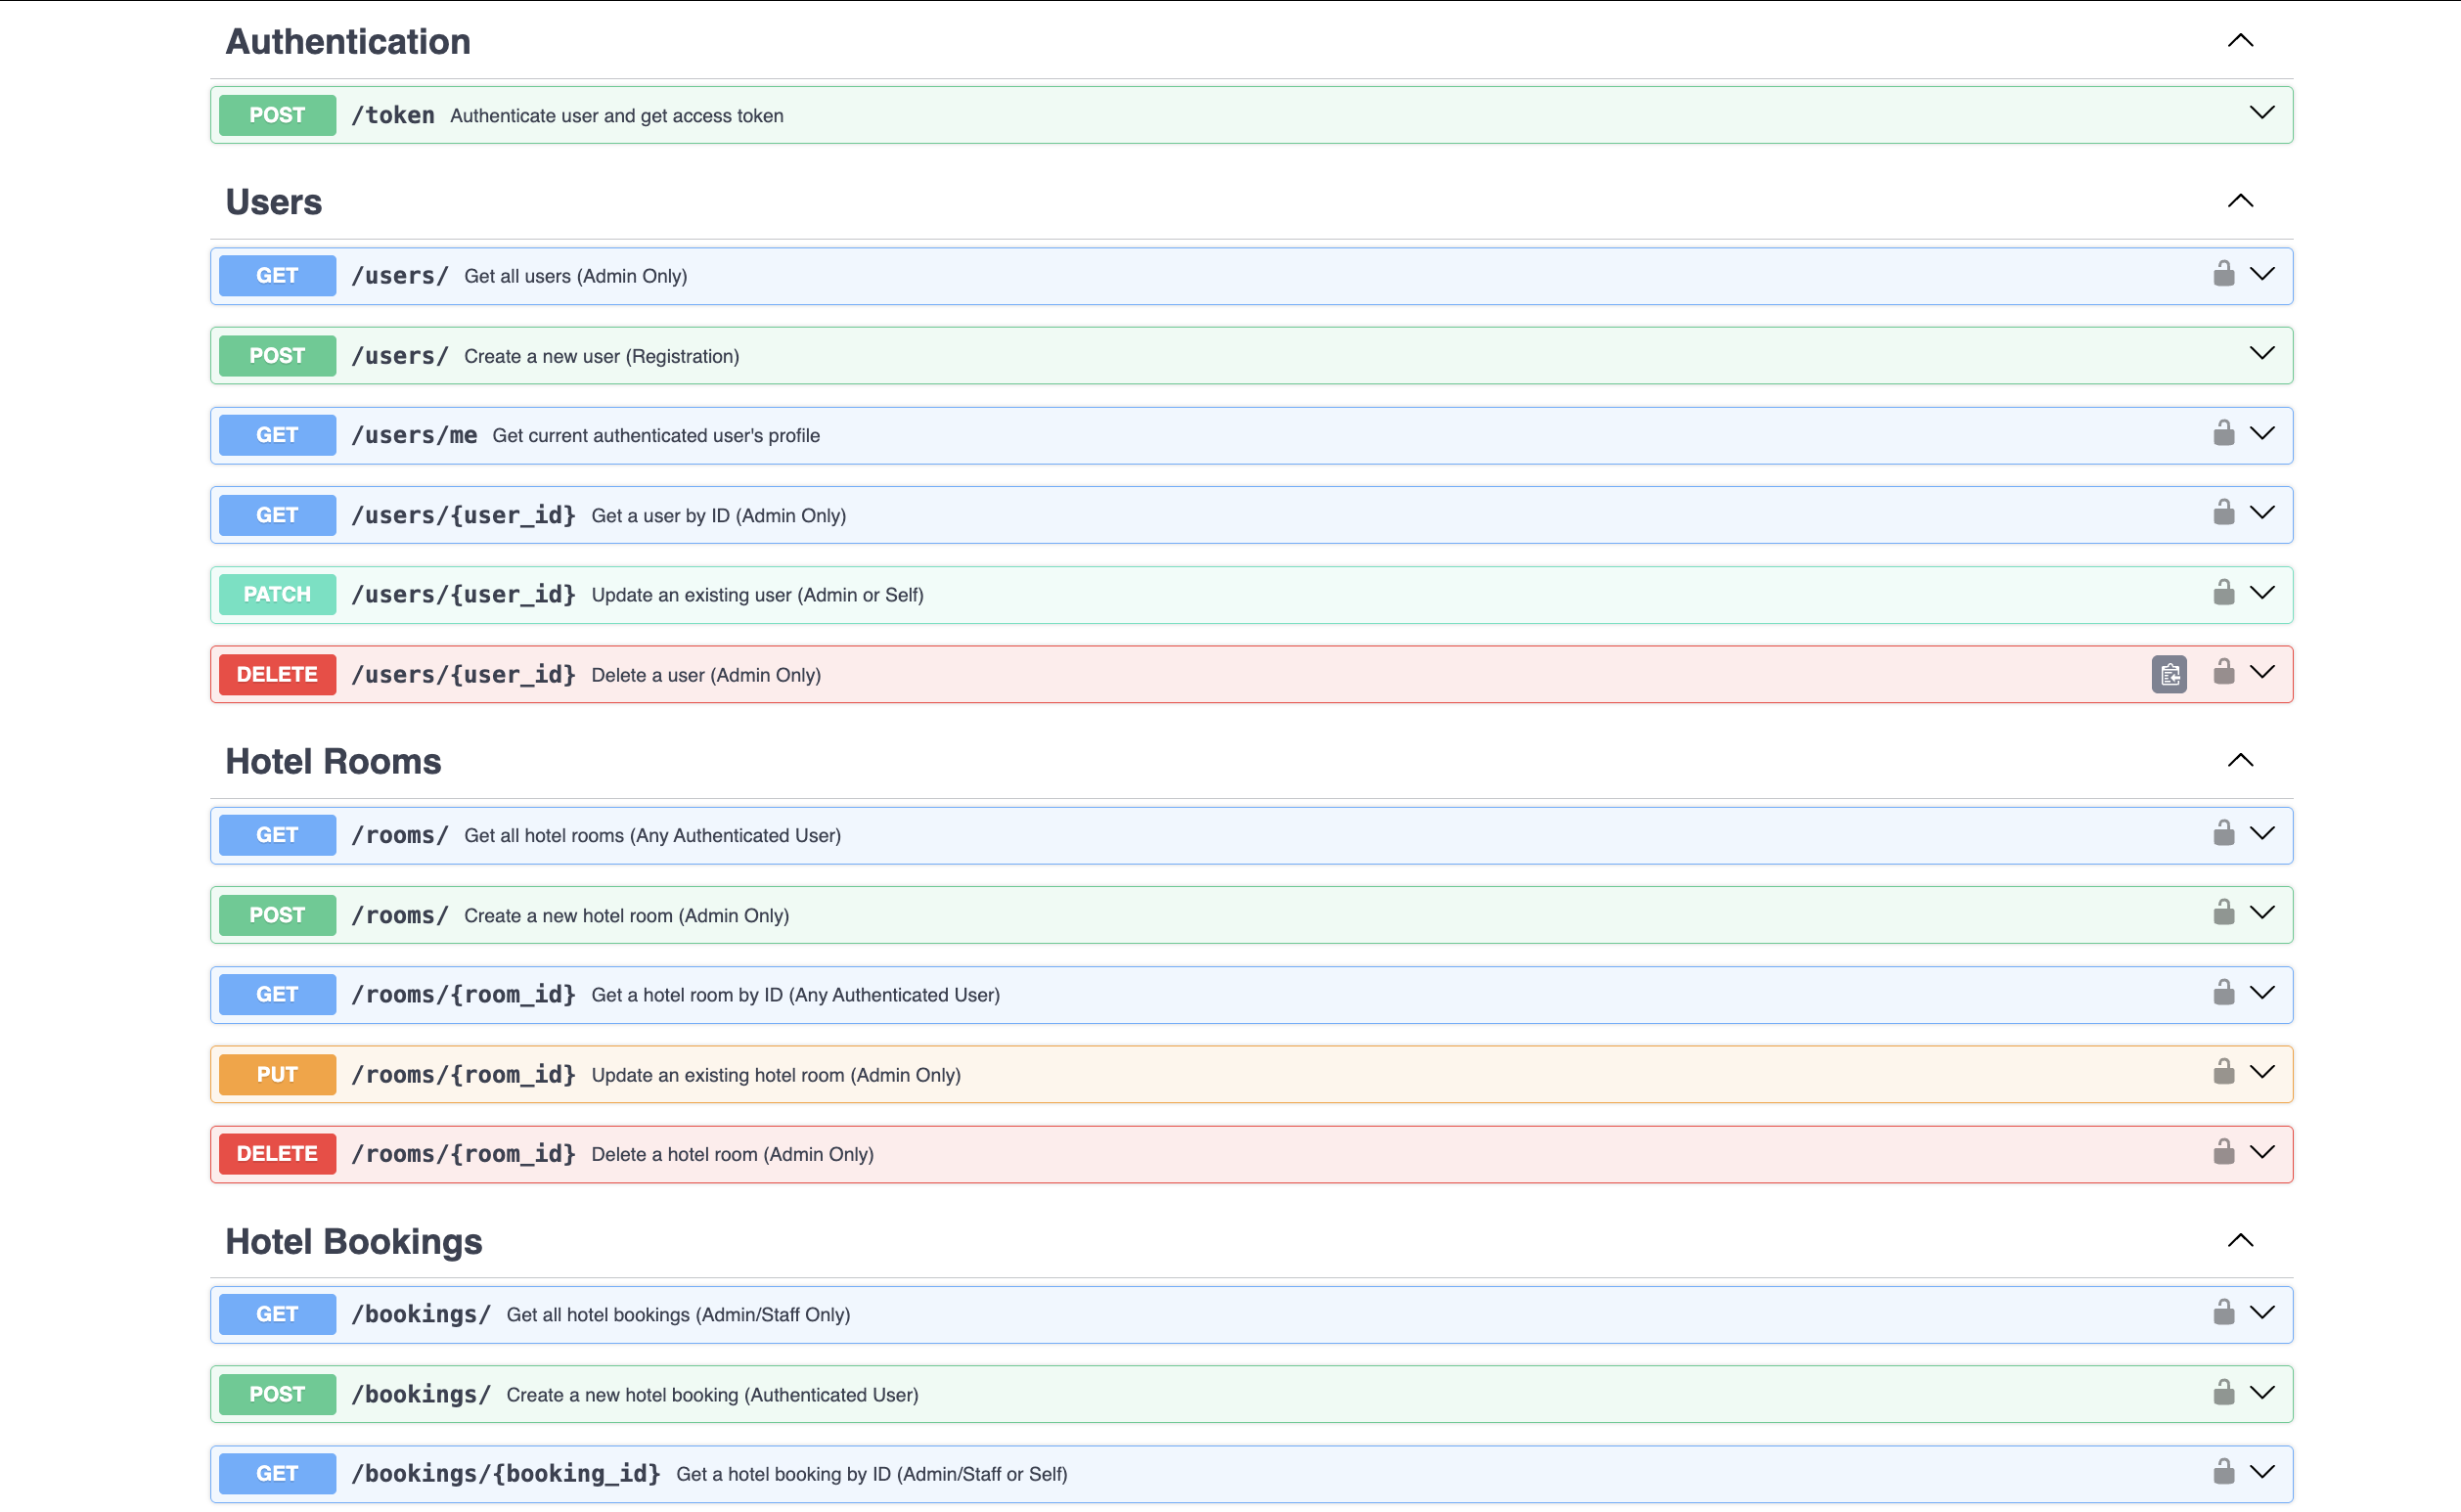 Authentication
POST /token Authenticate user and get access token
Users
GET /users/ Get all users (Admin Only)
POST /users/ Create a new user (Registration)
GET /users/me Get current authenticated user's profile
GET /users/{user_id} Get a user by ID (Admin Only)
PATCH /users/{user_id} Update an existing user (Admin or Self)
DELETE /users/{user_id} Delete a user (Admin Only)
Hotel Rooms
GET /rooms/ Get all hotel rooms (Any Authenticated User)
POST /rooms/ Create a new hotel room (Admin Only)
GET /rooms/{room_id} Get a hotel room by ID (Any Authenticated User)
PUT /rooms/{room_id} Update an existing hotel room (Admin Only)
DELETE /rooms/{room_id} Delete a hotel room (Admin Only)
Hotel Bookings
GET /bookings/ Get all hotel bookings (Admin/Staff Only)
POST /bookings/ Create a new hotel booking (Authenticated User)
GET /bookings/{booking_id} Get a hotel booking by ID (Admin/Staff or Self)